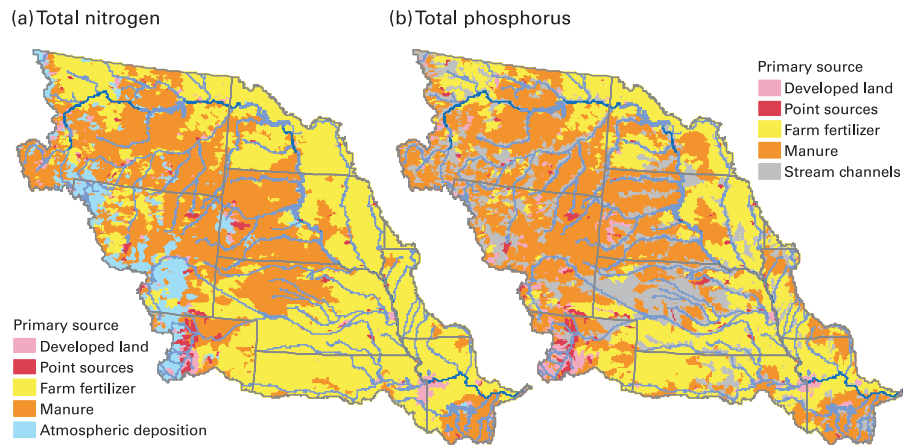 (a) Total nitrogen
(b) Total phosphorus
Primary source
Developed land
Point sources
Farm fertilizer
Manure
Stream channels
Primary source
Developed land
Point sources
Farm fertilizer
Manure
Atmospheric deposition